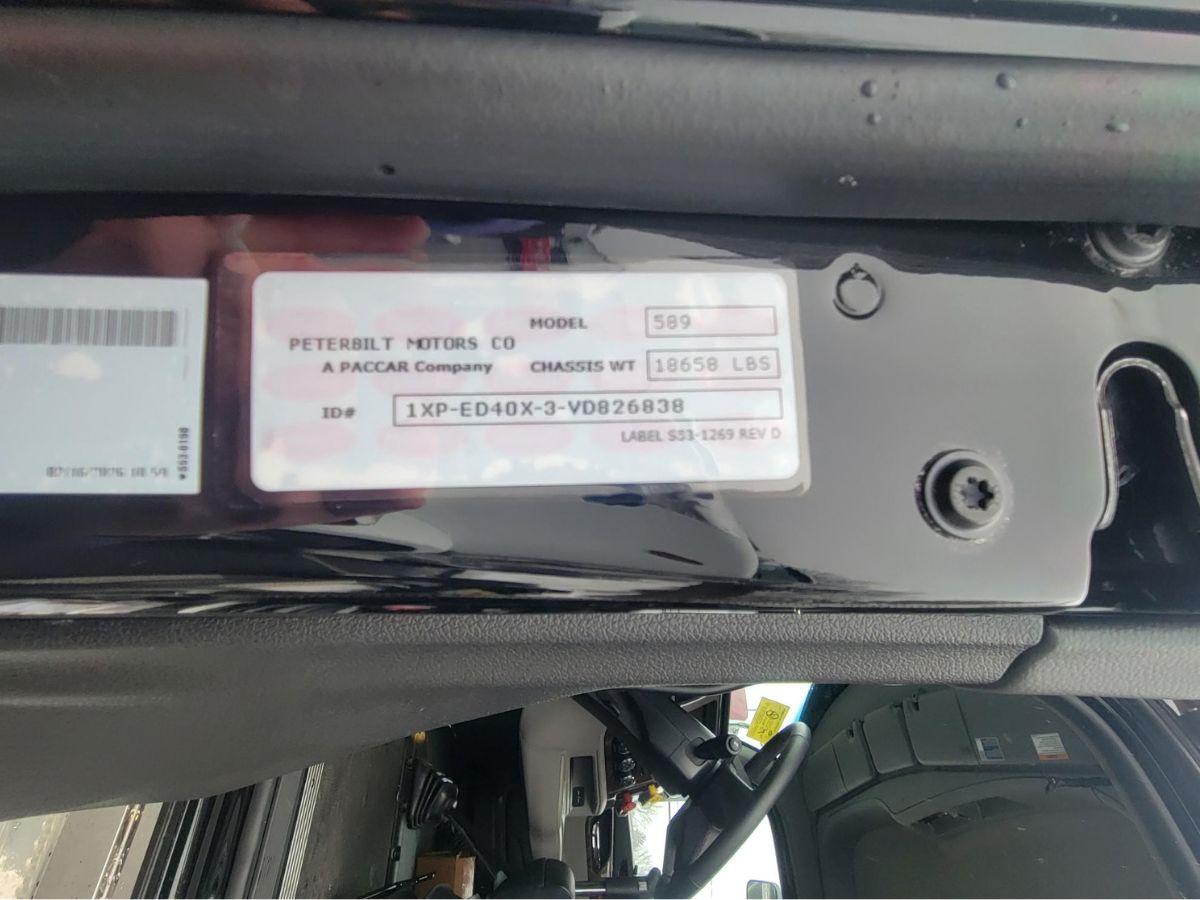 MODEL 589
PETERBILT MOTORS CO
A PACCAR Company CHASSIS WT 18658 LBS
ID# 1XP-ED40X-3-VD826838
LABEL S53-1269 REV D